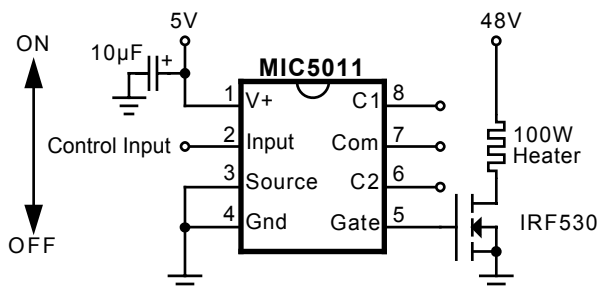 5V
48V
ON
10µF
+
MIC5011
1 V+ C1 8
Control Input 2 Input Com 7
100W
Heater
3 Source C2 6
4 Gnd Gate 5
IRF530
OFF